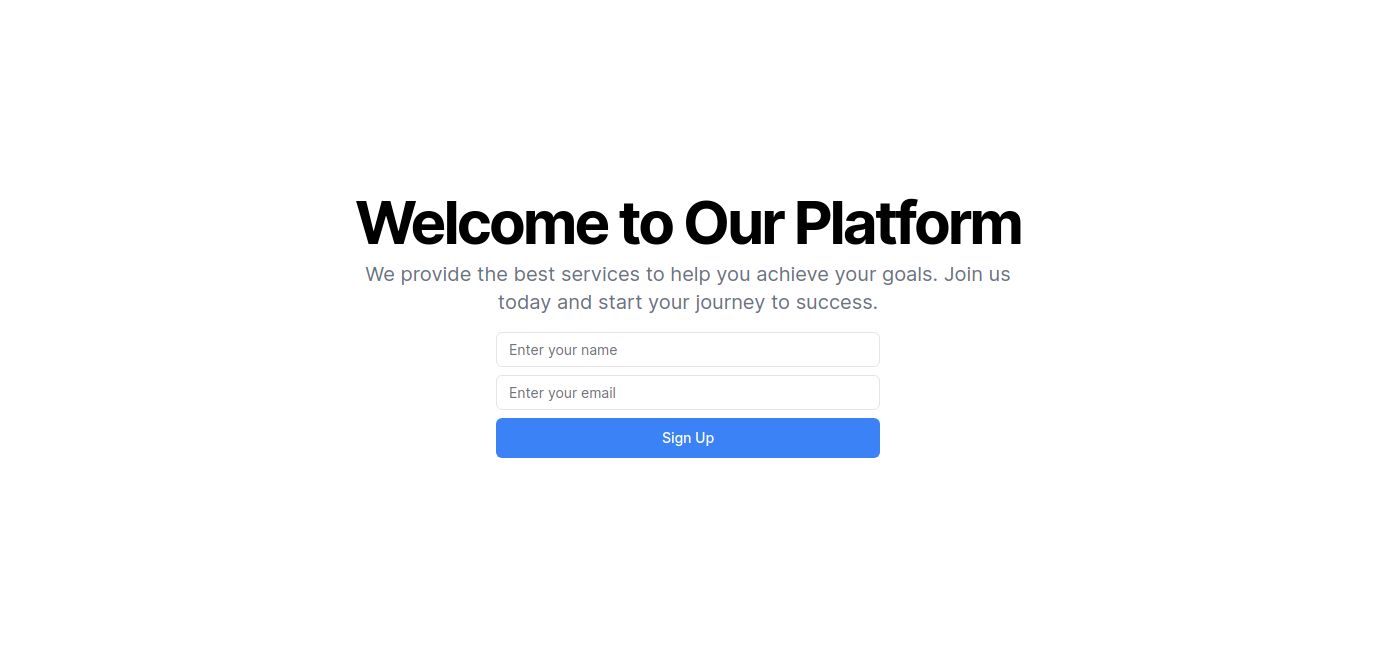 Welcome to Our Platform
We provide the best services to help you achieve your goals. Join us
today and start your journey to success.
Enter your name
Enter your email
Sign Up